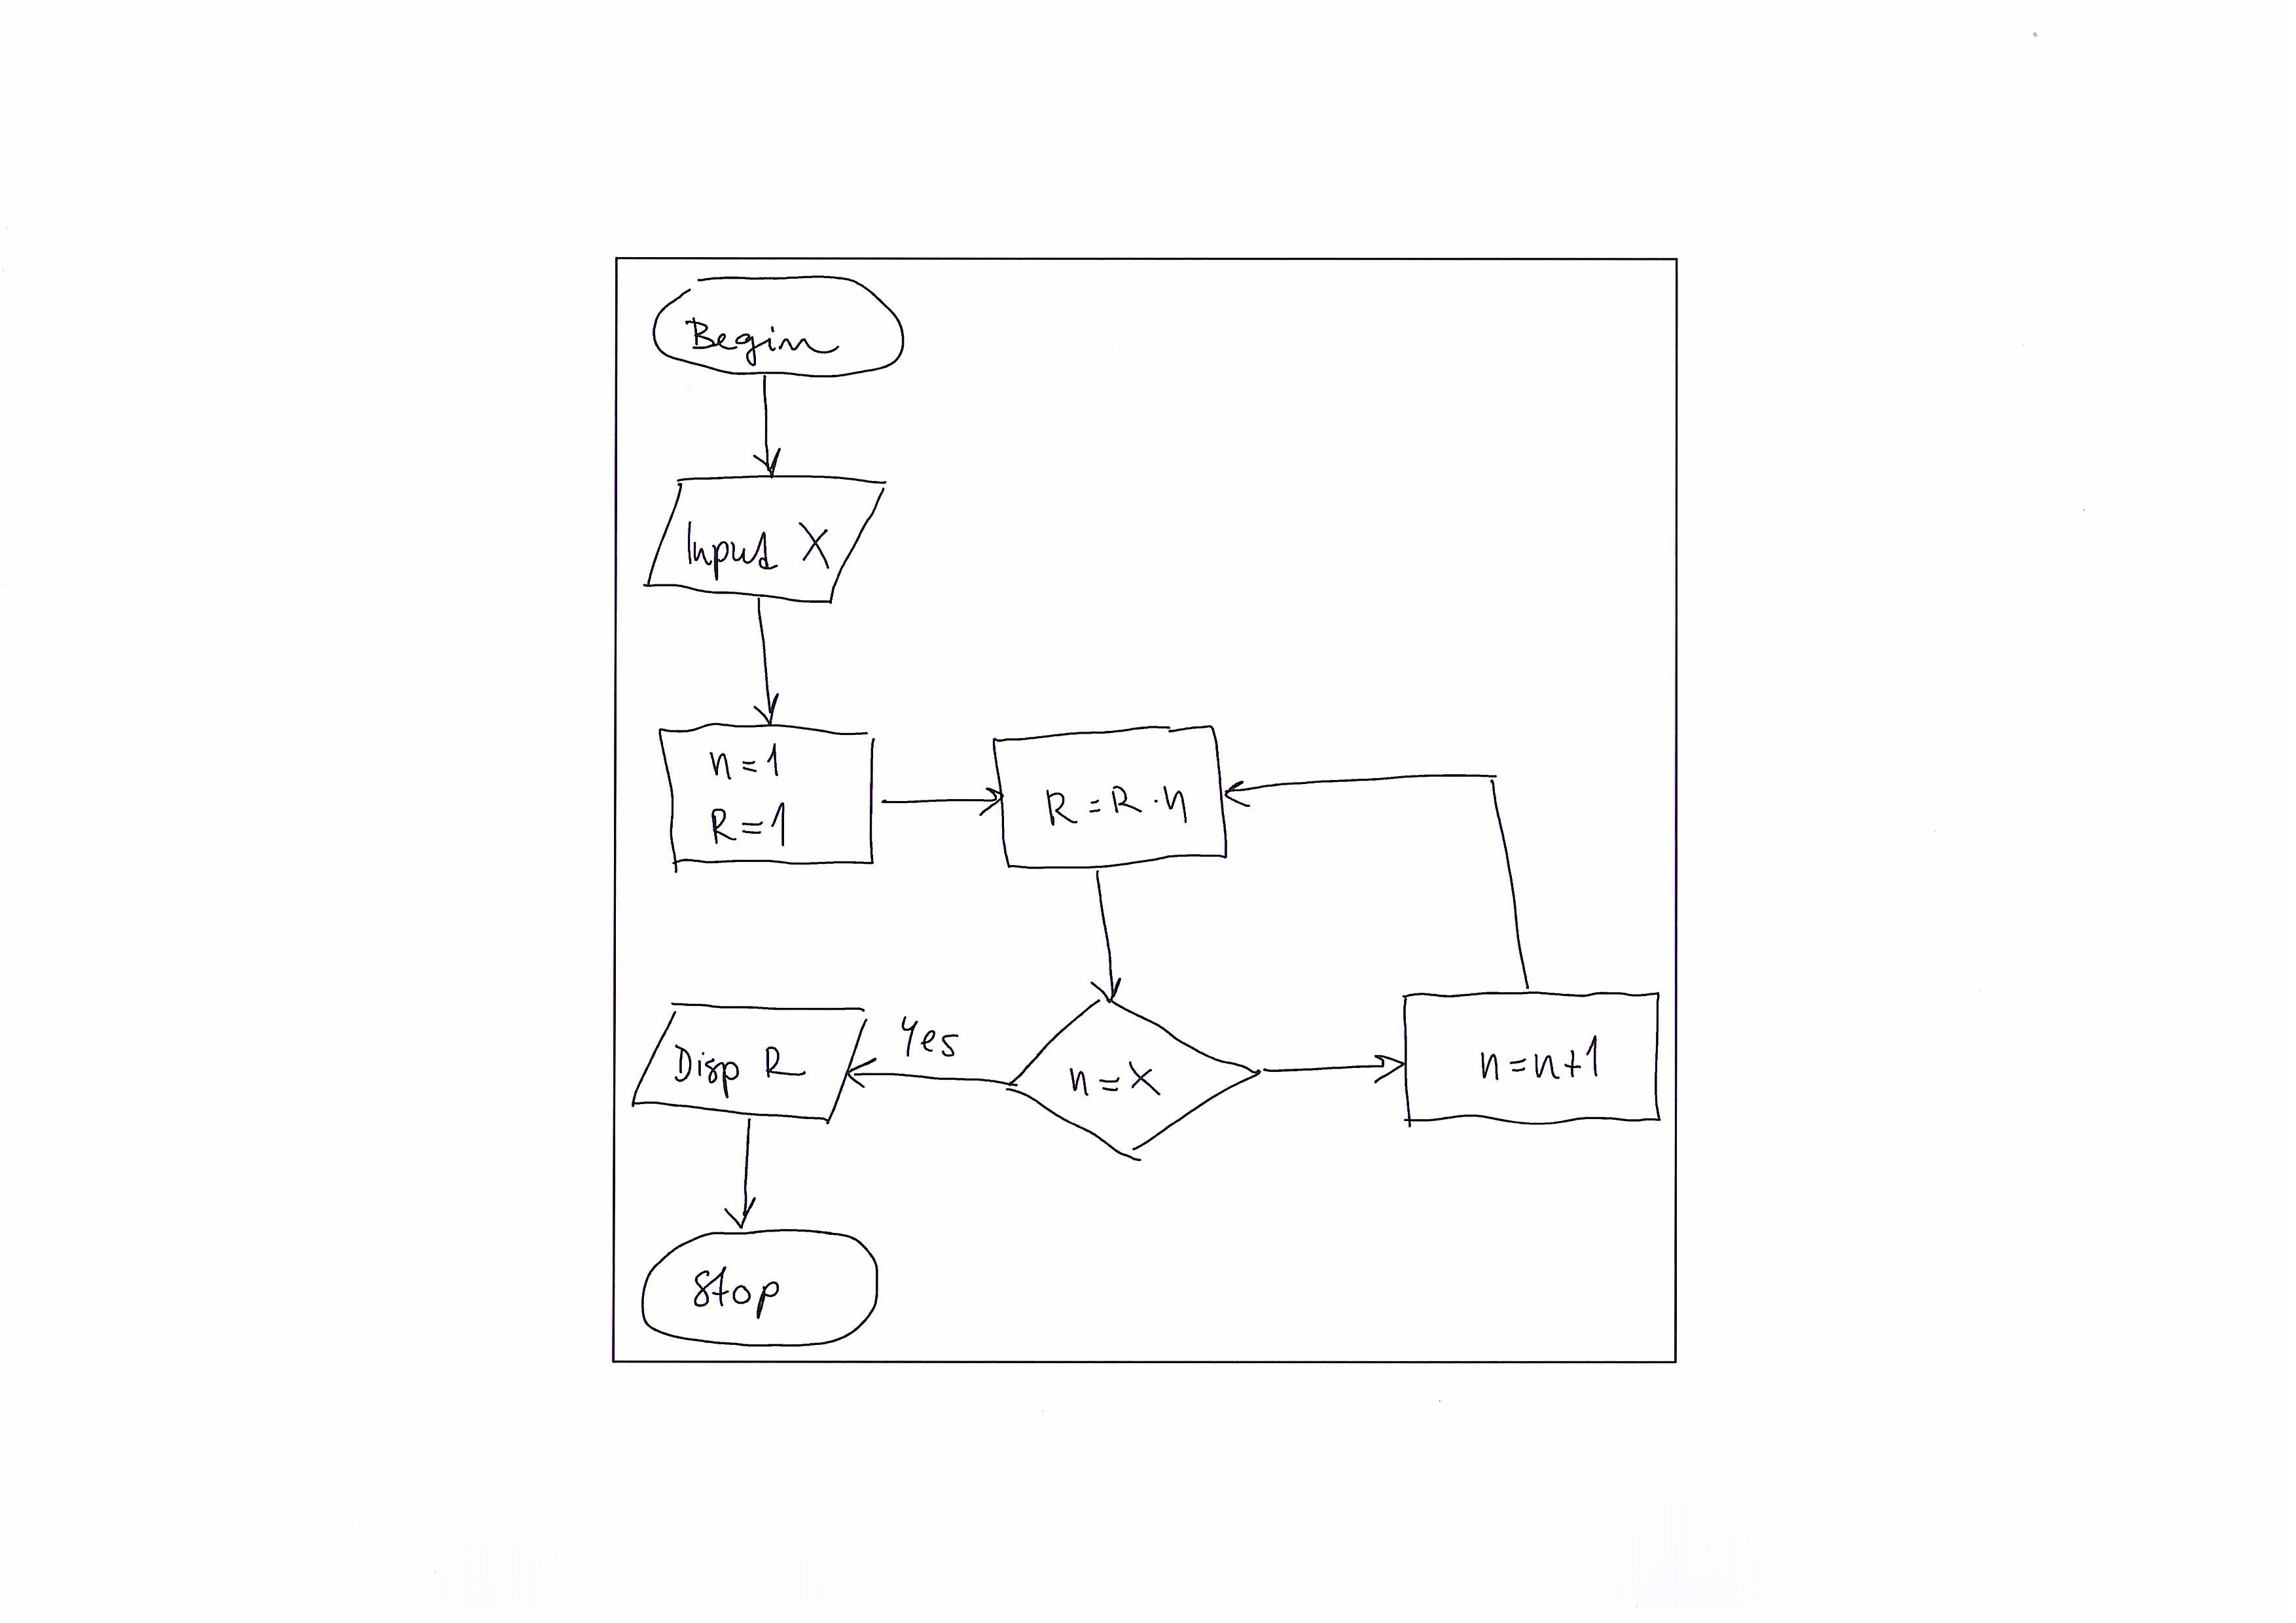 Begin
Input X
n=1
R=1
R=R·n
n=x
Yes
n=n+1
Disp R
Stop